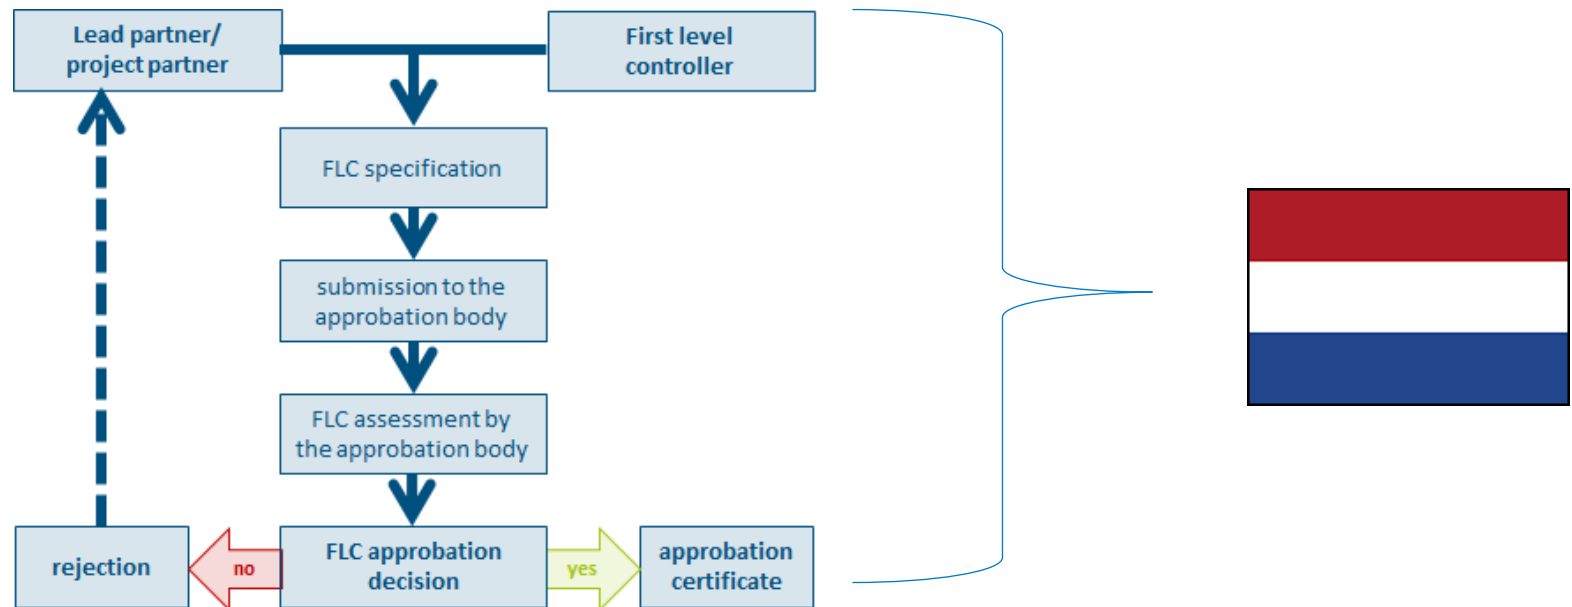 Lead partner/
project partner
First level
controller
FLC specification
submission to the
approbation body
FLC assessment by
the approbation body
rejection
no
FLC approbation
decision
yes
approbation
certificate